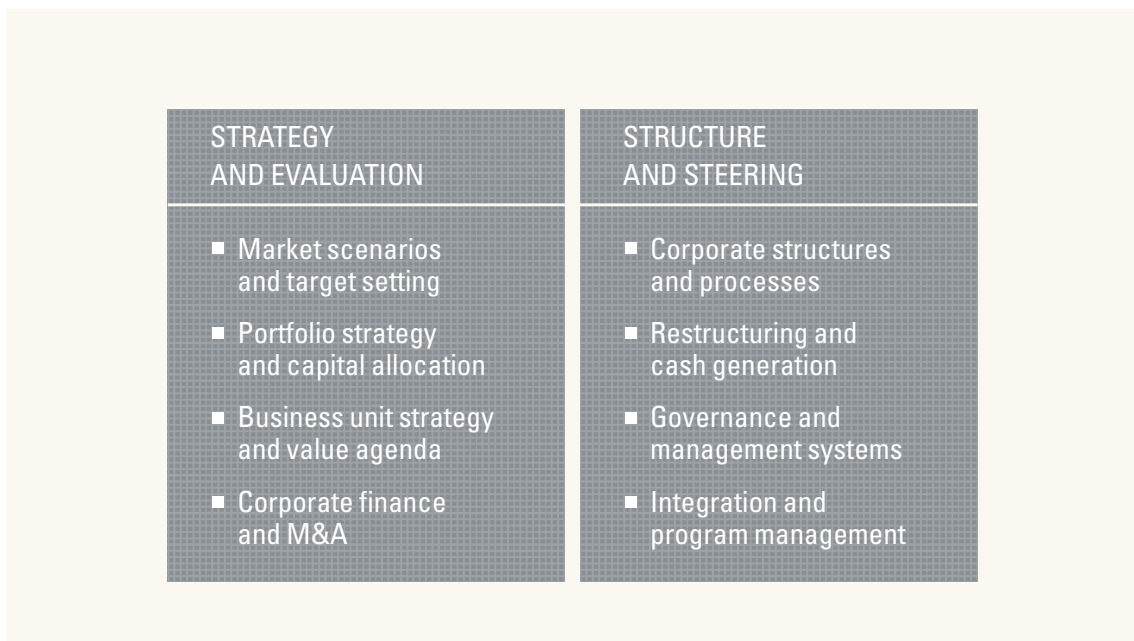 STRATEGY
AND EVALUATION
■ Market scenarios
and target setting
■ Portfolio strategy
and capital allocation
■ Business unit strategy
and value agenda
■ Corporate finance
and M&A
STRUCTURE
AND STEERING
■ Corporate structures
and processes
■ Restructuring and
cash generation
■ Governance and
management systems
■ Integration and
program management